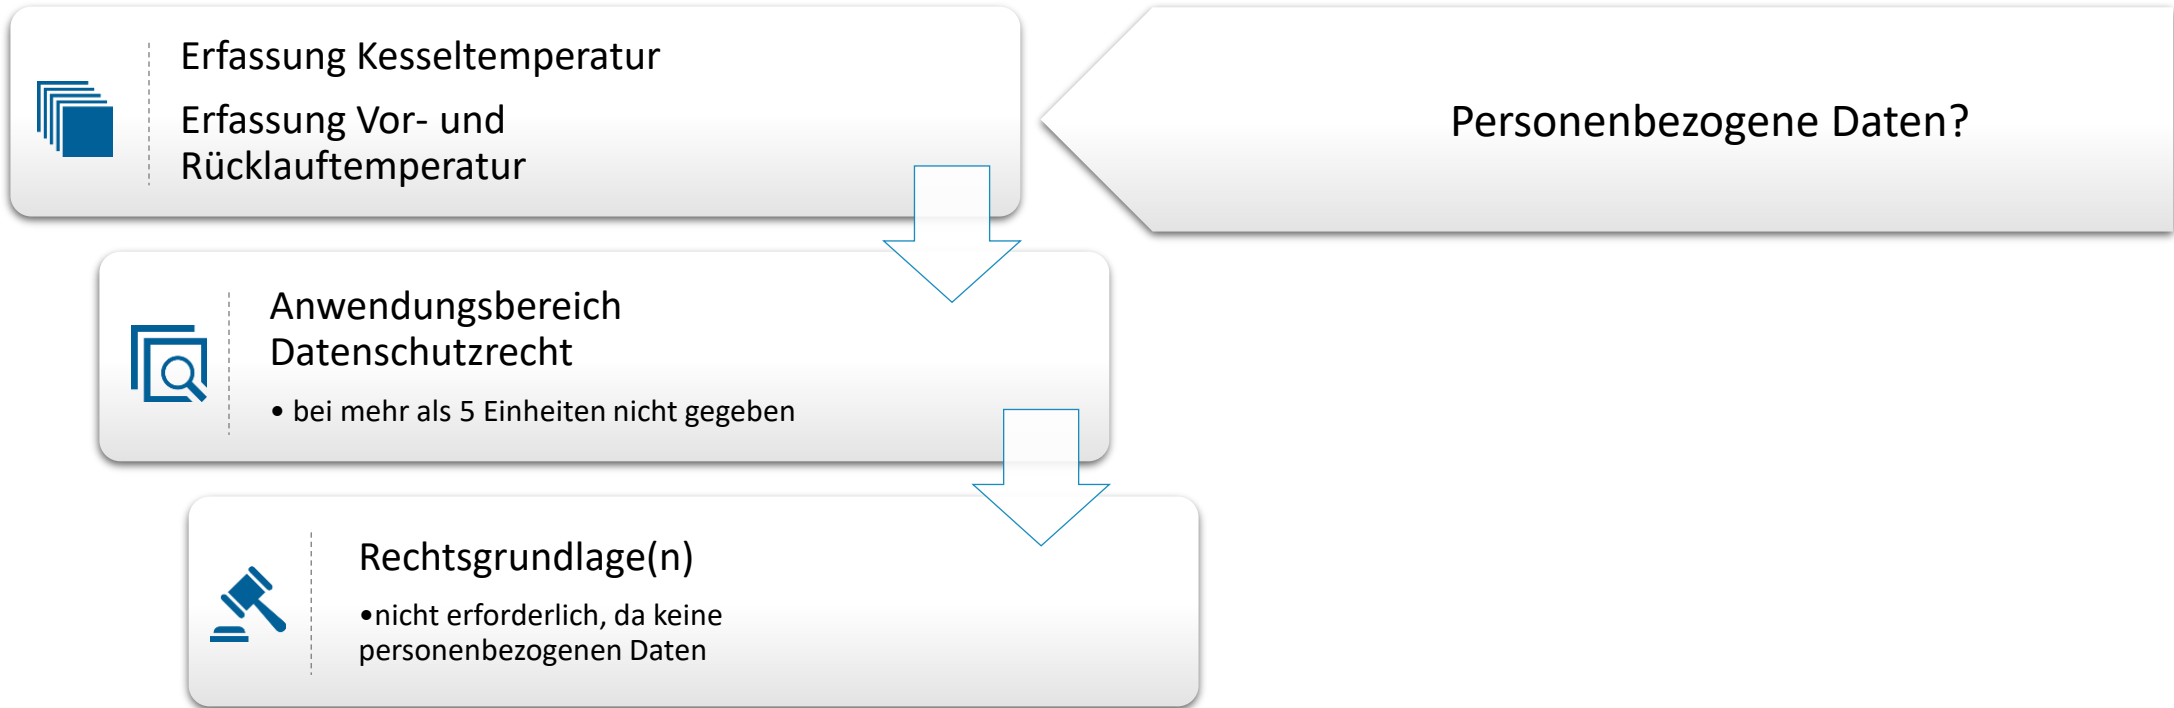 Erfassung Kesseltemperatur
Erfassung Vor- und
Rücklauftemperatur
Personenbezogene Daten?
Anwendungsbereich
Datenschutzrecht
• bei mehr als 5 Einheiten nicht gegeben
Rechtsgrundlage(n)
•nicht erforderlich, da keine
personenbezogenen Daten